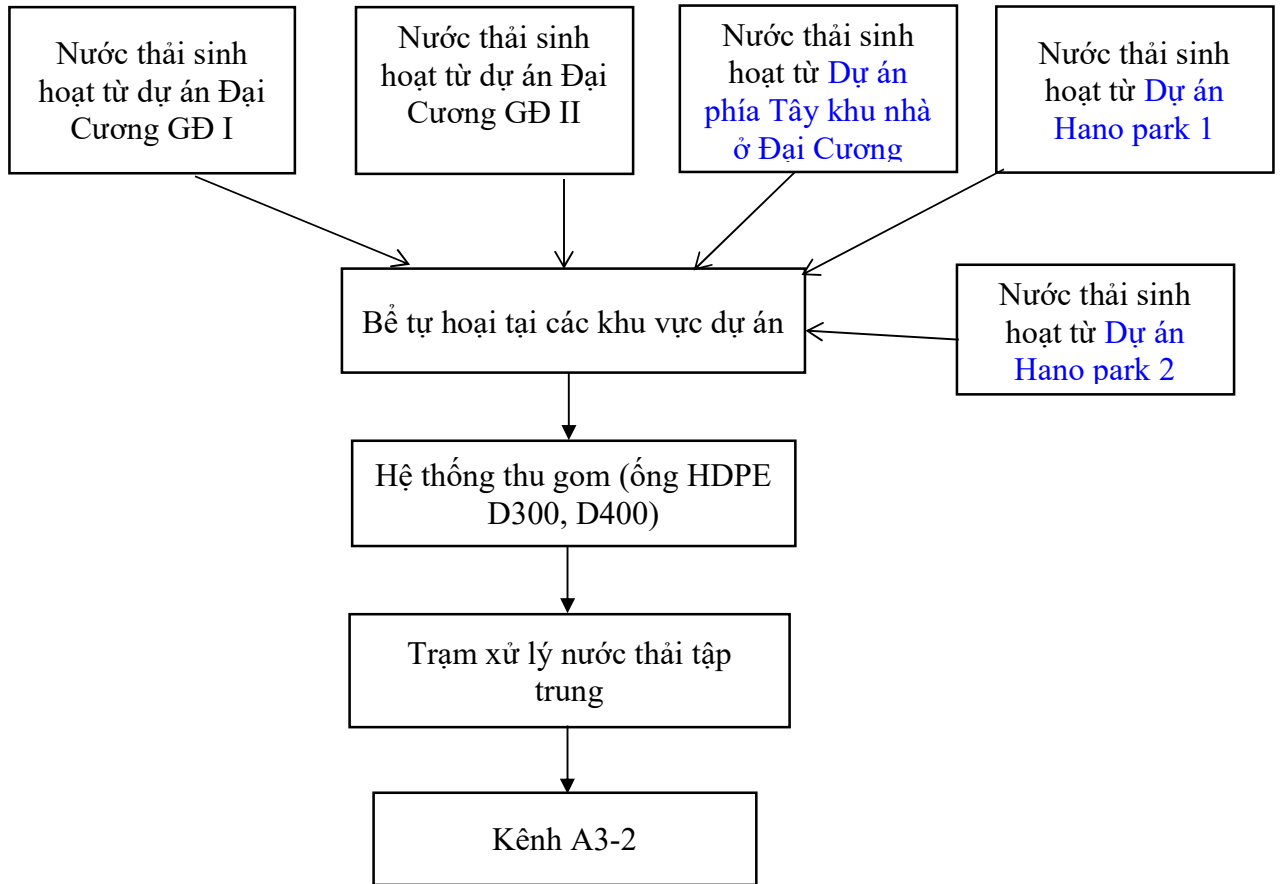 Nước thải sinh
hoạt từ dự án Đại
Cương GĐ I
Nước thải sinh
hoạt từ dự án Đại
Cương GĐ II
Nước thải sinh
hoạt từ Dự án
phía Tây khu nhà
ở Đại Cương
Nước thải sinh
hoạt từ Dự án
Hano park 1
Bể tự hoại tại các khu vực dự án
Nước thải sinh
hoạt từ Dự án
Hano park 2
Hệ thống thu gom (ống HDPE
D300, D400)
Trạm xử lý nước thải tập
trung
Kênh A3-2